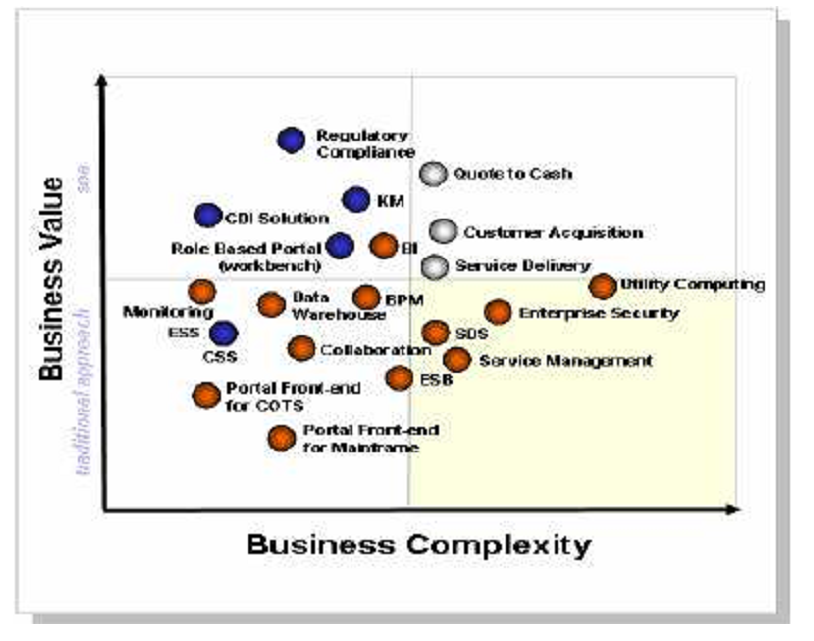 Regulatory
Compliance
Quote to Cash
KM
CDI Solution
Customer Acquisition
Role Based Portal
(workbench)
BI
Service Delivery
Utility Computing
Monitoring
Data
Warehouse
BPM
Enterprise Security
ESS
CSS
SDS
Collaboration
Service Management
ESB
Portal Front-end
for COTS
Portal Front-end
for Mainframe
Business Value
soa
traditional approach
Business Complexity